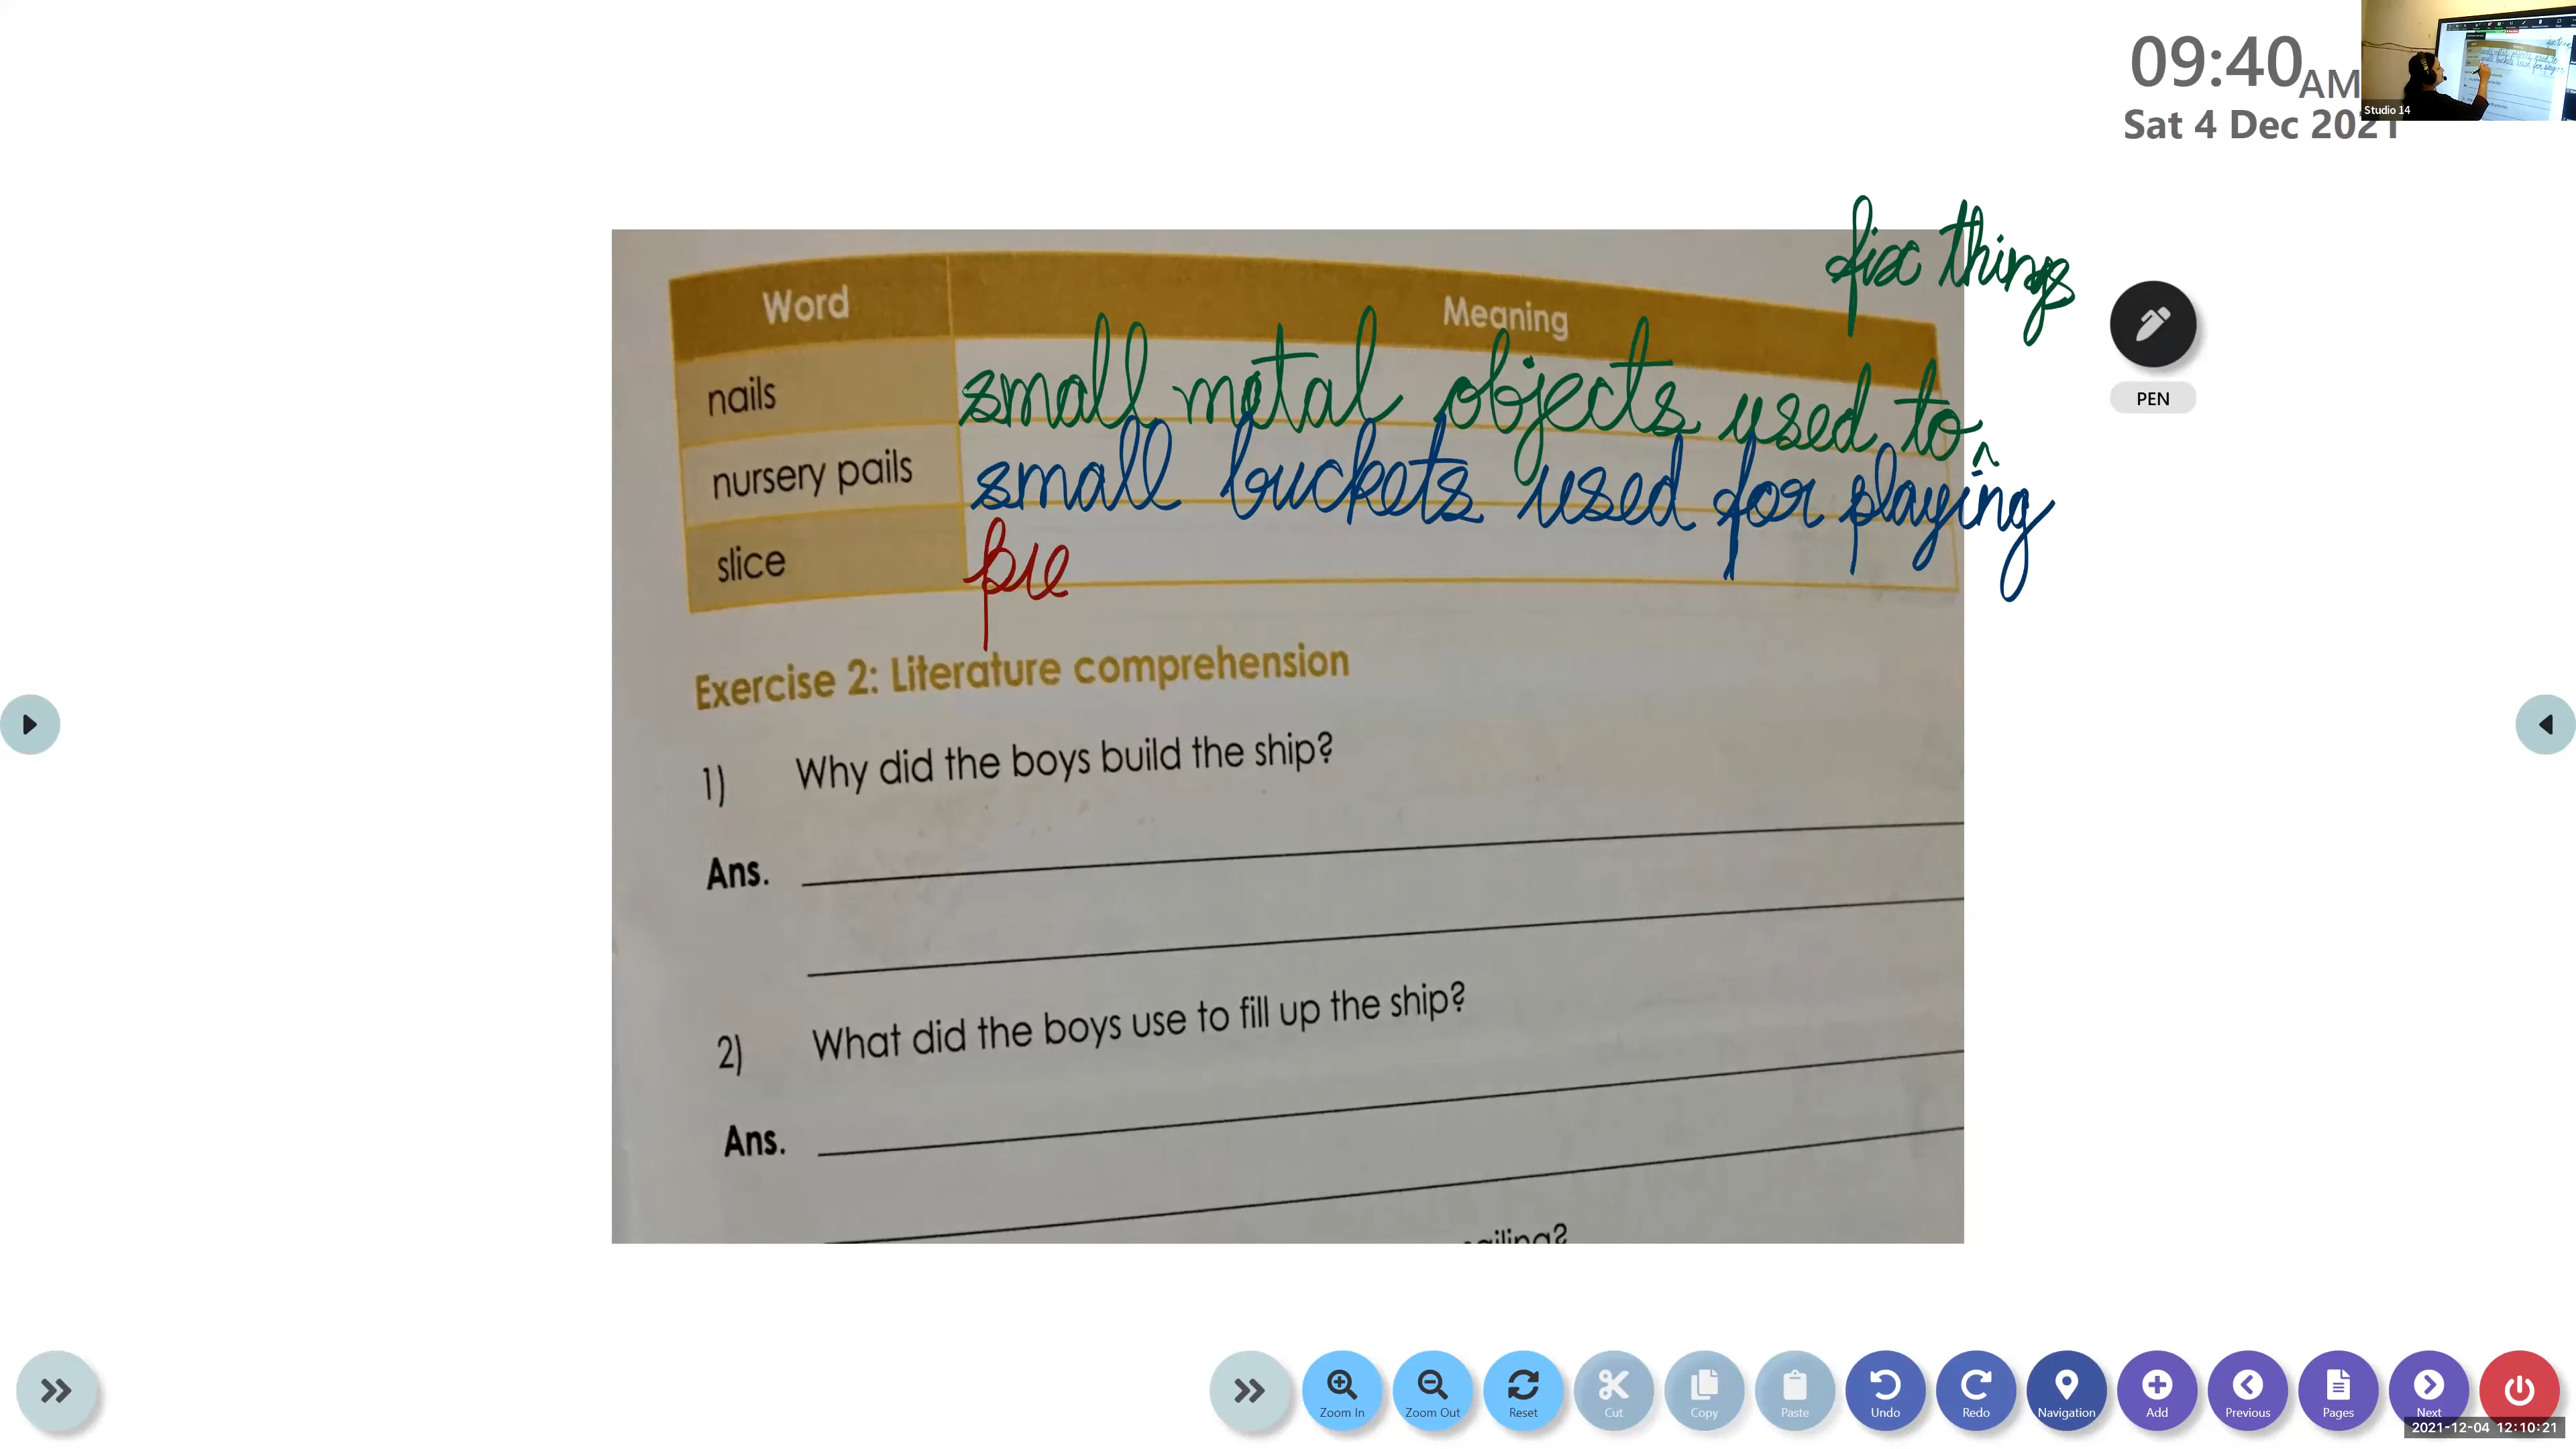 09:40 AM
Sat 4 Dec 2021
Studio 14
fix things
PEN
Word Meaning
nails small metal objects used to ^
nursery pails small buckets used for playing
slice pie
Exercise 2: Literature comprehension
1) Why did the boys build the ship?
Ans.
2) What did the boys use to fill up the ship?
Ans.
Zoom In Zoom Out Reset Cut Copy Paste Undo Redo Navigation Add Previous Pages Next
2021-12-04 12:10:21